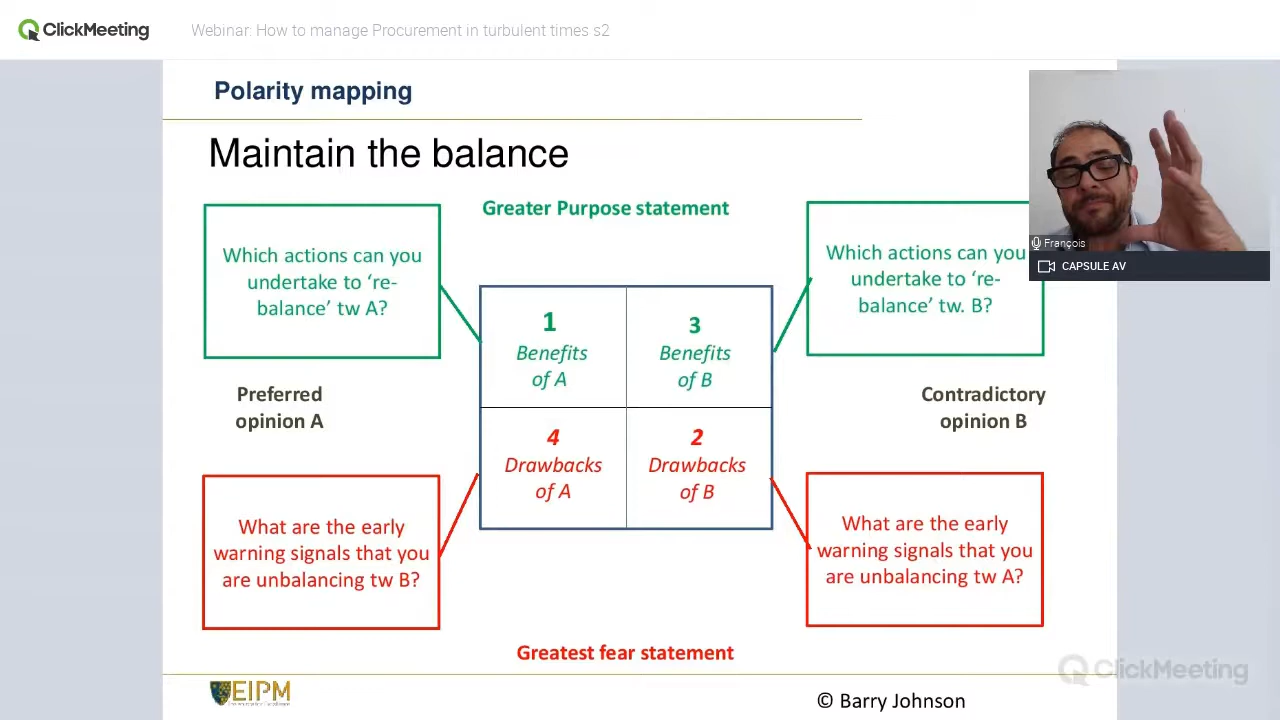 ClickMeeting
Webinar: How to manage Procurement in turbulent times s2
Polarity mapping
Maintain the balance
Greater Purpose statement
Which actions can you
undertake to ‘re-
balance’ tw A?
Which actions can you
undertake to ‘re-
balance’ tw. B?
François
CAPSULE AV
1
Benefits
of A
3
Benefits
of B
Preferred
opinion A
Contradictory
opinion B
4
Drawbacks
of A
2
Drawbacks
of B
What are the early
warning signals that you
are unbalancing tw B?
What are the early
warning signals that you
are unbalancing tw A?
Greatest fear statement
ClickMeeting
EIPM
© Barry Johnson